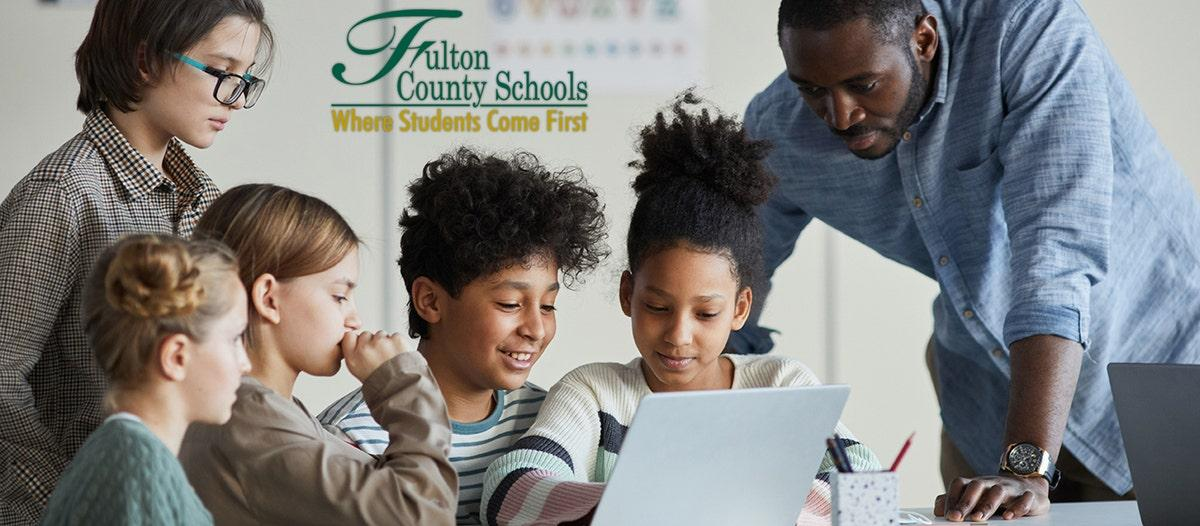 Fulton
County Schools
Where Students Come First